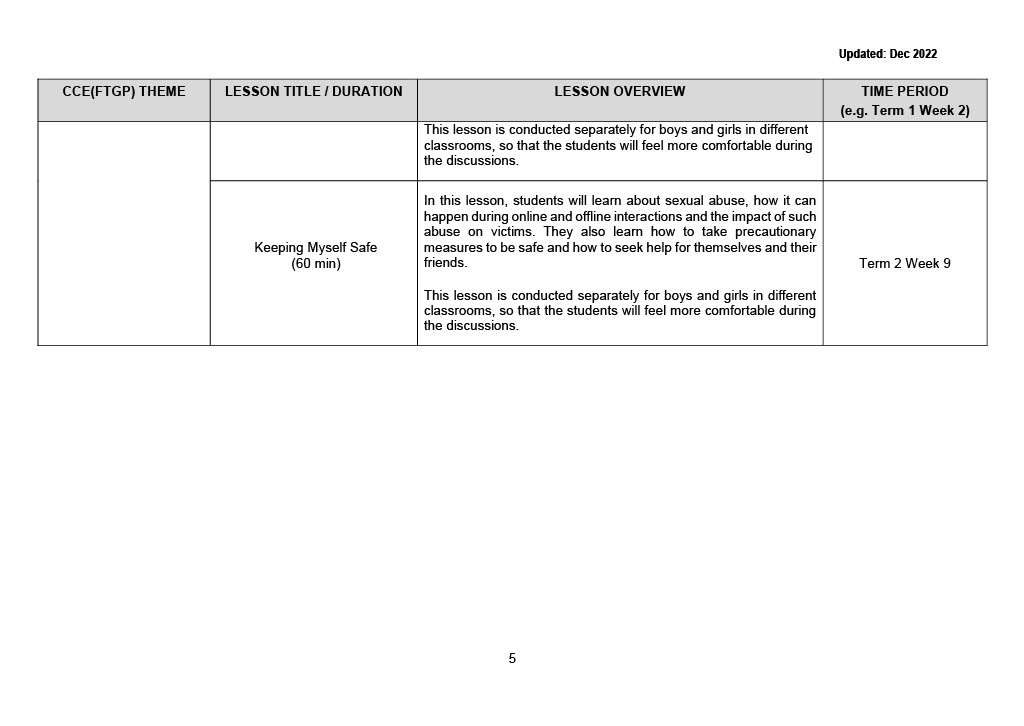 Updated: Dec 2022
CCE(FTGP) THEME
LESSON TITLE / DURATION
LESSON OVERVIEW
TIME PERIOD
(e.g. Term 1 Week 2)
This lesson is conducted separately for boys and girls in different
classrooms, so that the students will feel more comfortable during
the discussions.
Keeping Myself Safe
(60 min)
In this lesson, students will learn about sexual abuse, how it can
happen during online and offline interactions and the impact of such
abuse on victims. They also learn how to take precautionary
measures to be safe and how to seek help for themselves and their
friends.
This lesson is conducted separately for boys and girls in different
classrooms, so that the students will feel more comfortable during
the discussions.
Term 2 Week 9
5